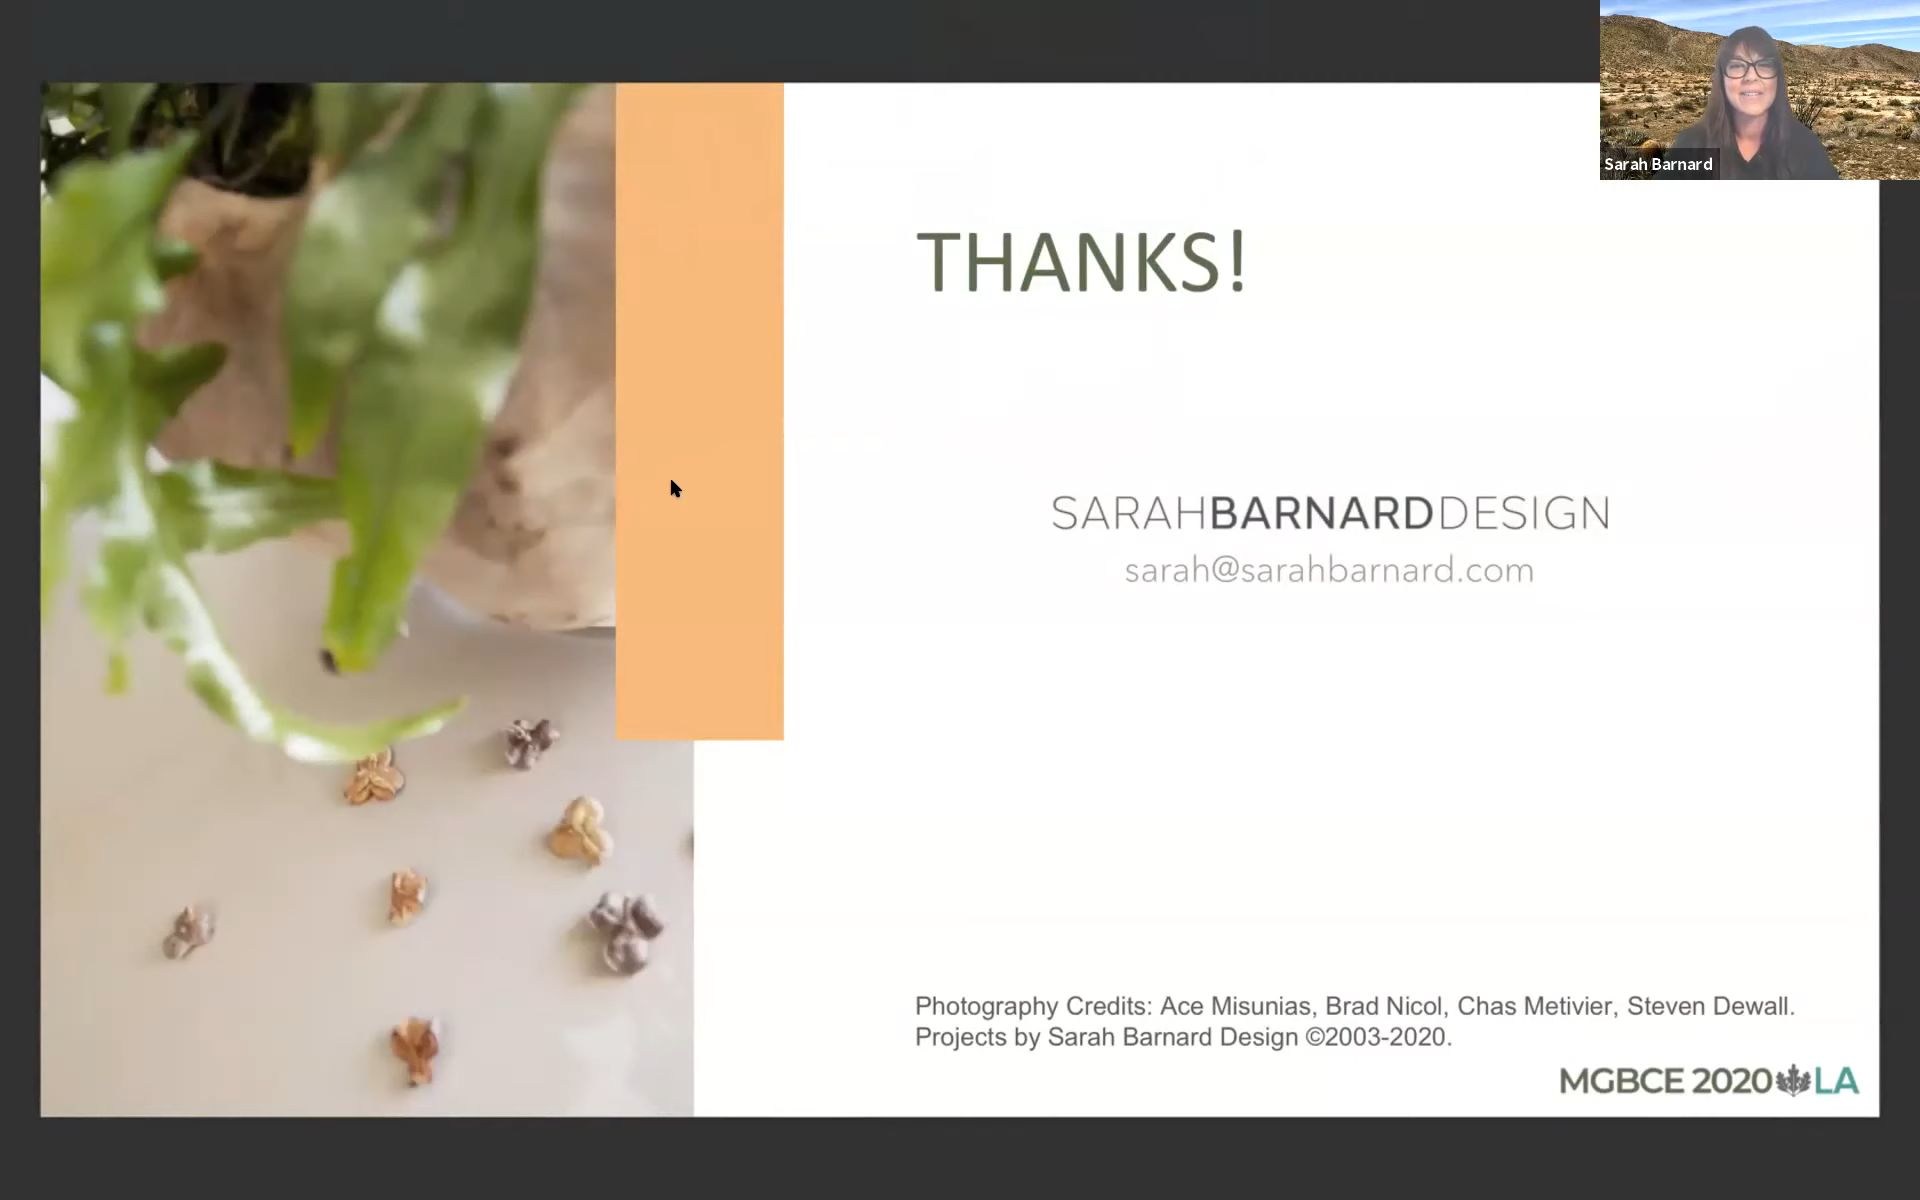 Sarah Barnard
THANKS!
SARAHBARNARDDESIGN
sarah@sarahbarnard.com
Photography Credits: Ace Misunias, Brad Nicol, Chas Metivier, Steven Dewall.
Projects by Sarah Barnard Design ©2003-2020.
MGBCE 2020 LA